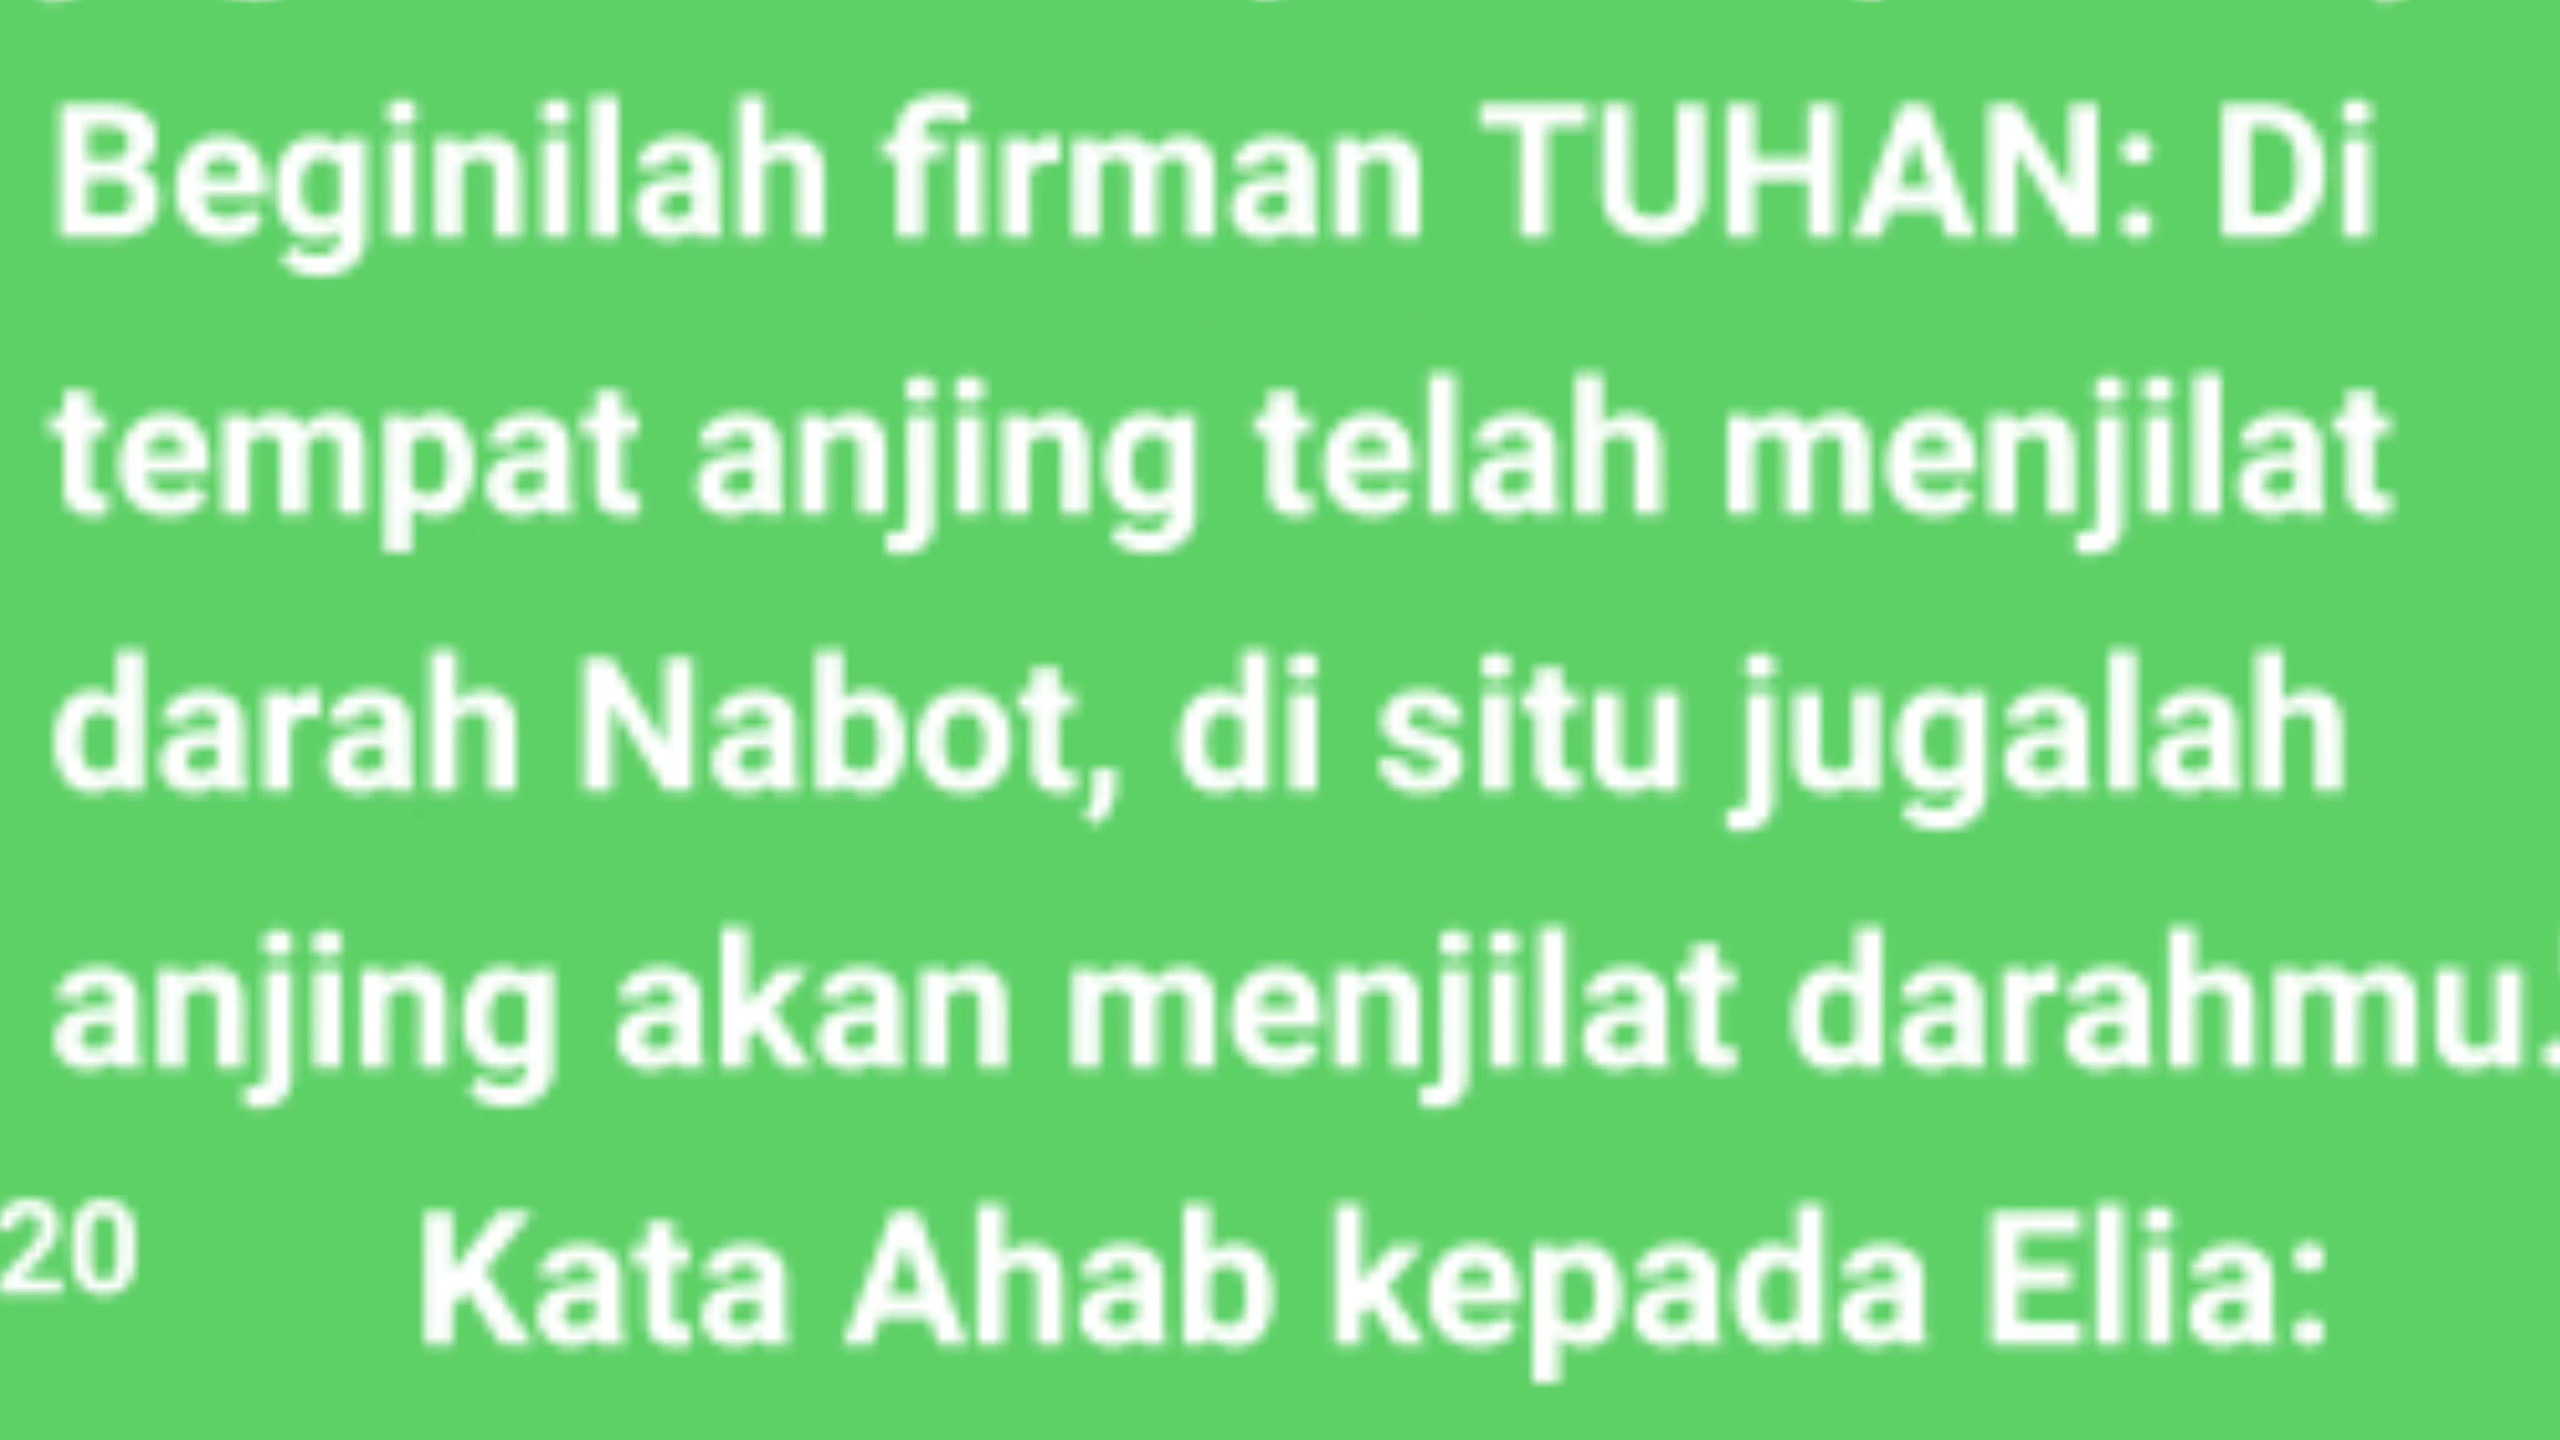 Beginilah firman TUHAN: Di
tempat anjing telah menjilat
darah Nabot, di situ jugalah
anjing akan menjilat darahmu.
20 Kata Ahab kepada Elia: